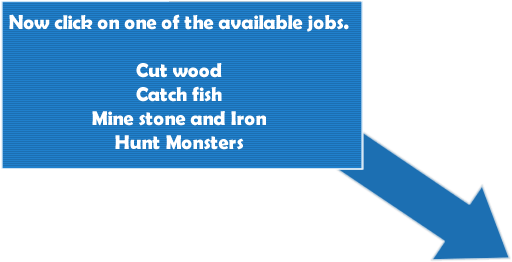 Now click on one of the available jobs.
Cut wood
Catch fish
Mine stone and Iron
Hunt Monsters